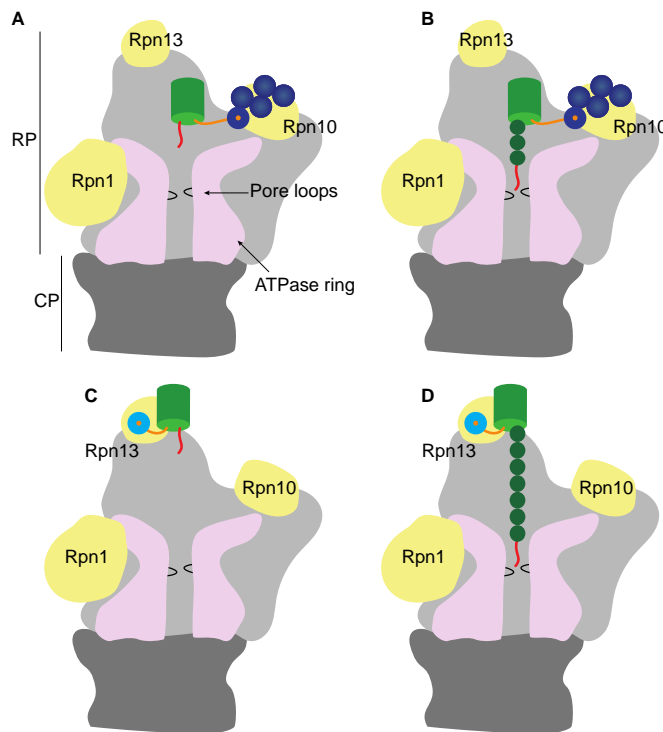 A
Rpn13
RP
Rpn10
Rpn1
Pore loops
ATPase ring
CP
B
Rpn13
Rpn10
Rpn1
C
Rpn13
Rpn10
Rpn1
D
Rpn13
Rpn10
Rpn1